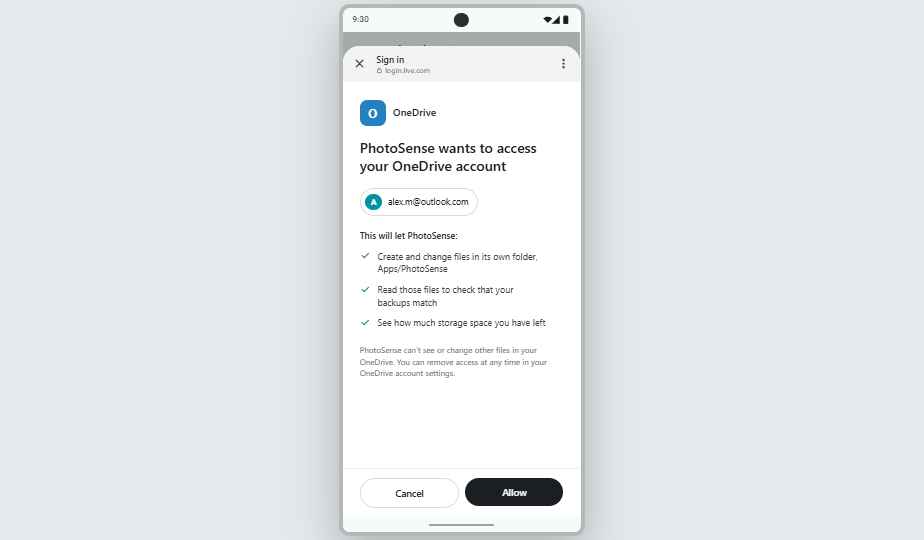 9:30
Sign in
login.live.com
O
OneDrive
PhotoSense wants to access
your OneDrive account
A
alex.m@outlook.com
This will let PhotoSense:
Create and change files in its own folder,
Apps/PhotoSense
Read those files to check that your
backups match
See how much storage space you have left
PhotoSense can't see or change other files in your
OneDrive. You can remove access at any time in your
OneDrive account settings.
Cancel
Allow